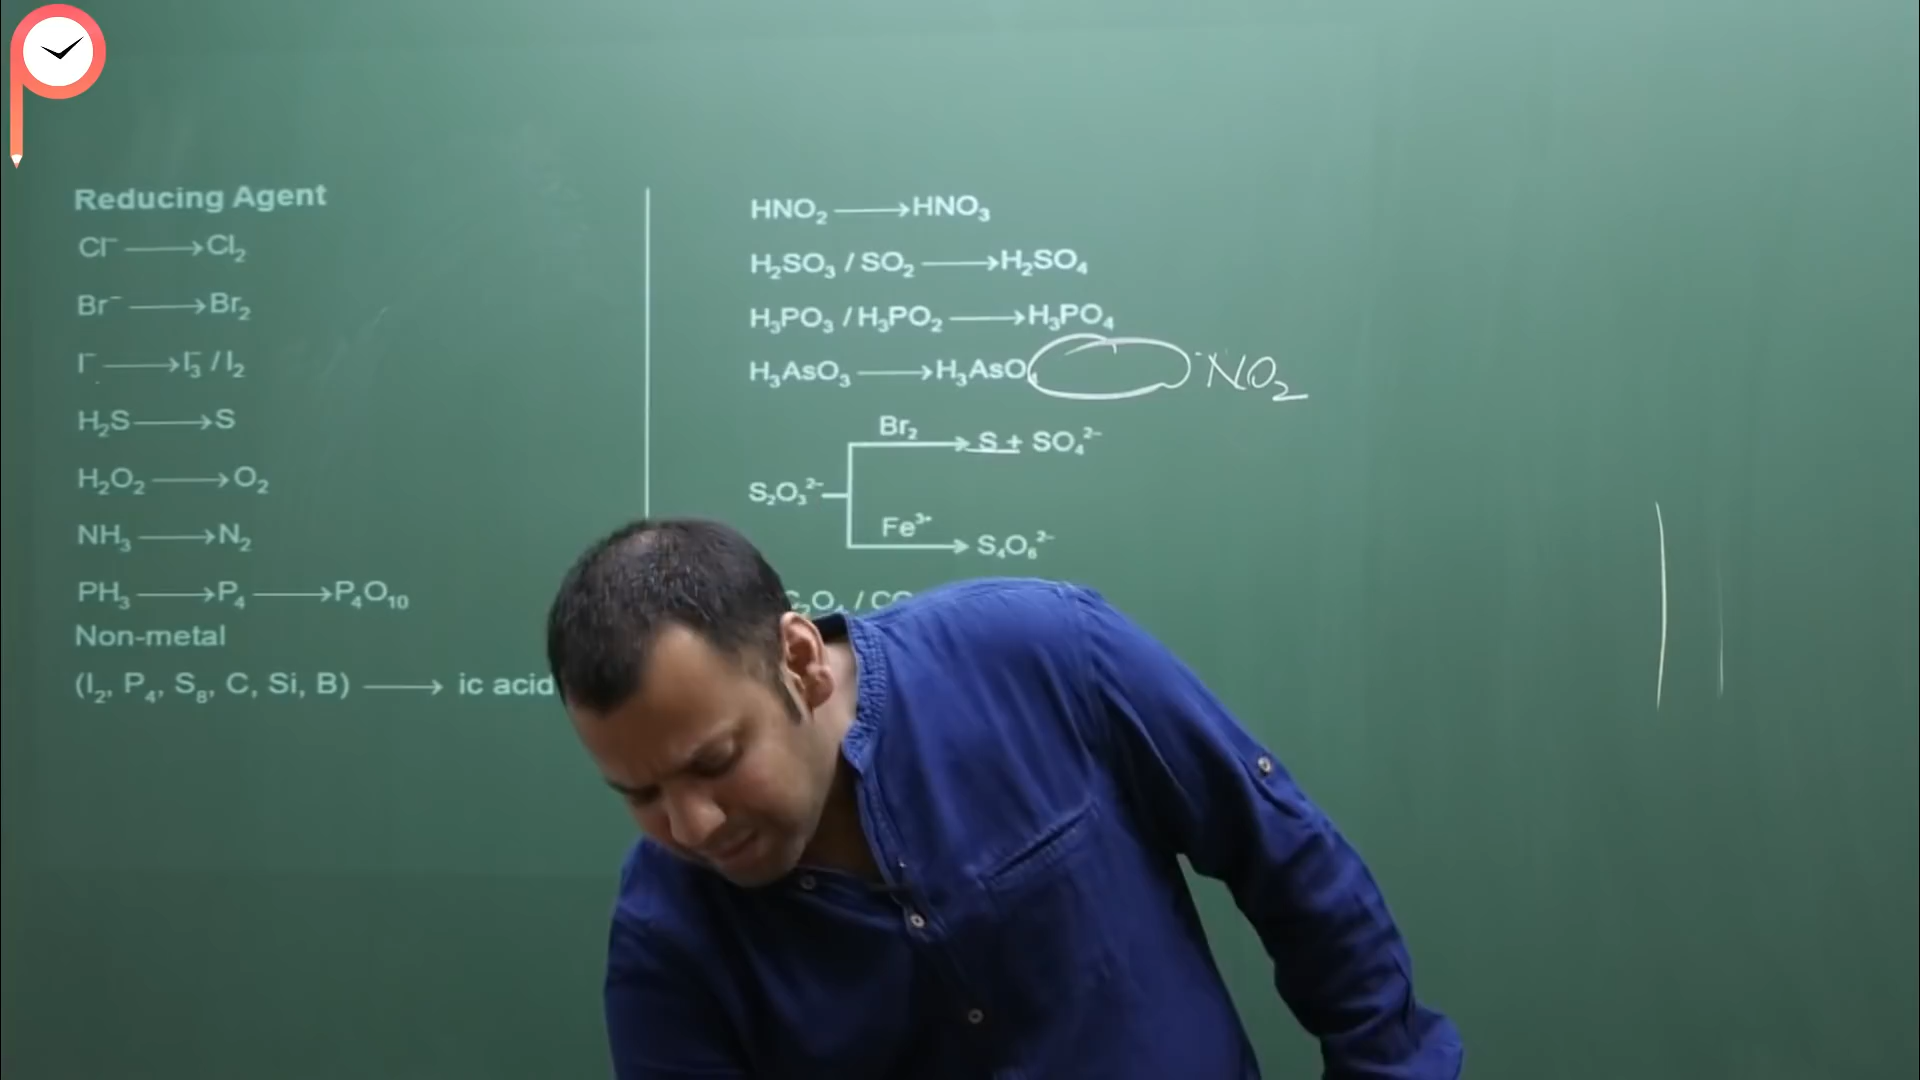 Reducing Agent
Cl⁻ ⟶ Cl₂
Br⁻ ⟶ Br₂
I⁻ ⟶ I₃⁻ / I₂
H₂S ⟶ S
H₂O₂ ⟶ O₂
NH₃ ⟶ N₂
PH₃ ⟶ P₄ ⟶ P₄O₁₀
Non-metal
(I₂, P₄, S₈, C, Si, B) ⟶ ic acid
HNO₂ ⟶ HNO₃
H₂SO₃ / SO₂ ⟶ H₂SO₄
H₃PO₃ / H₃PO₂ ⟶ H₃PO₄
H₃AsO₃ ⟶ H₃AsO₄
NO₂
Br₂
S + SO₄²⁻
S₂O₃²⁻
Fe³⁺
S₄O₆²⁻